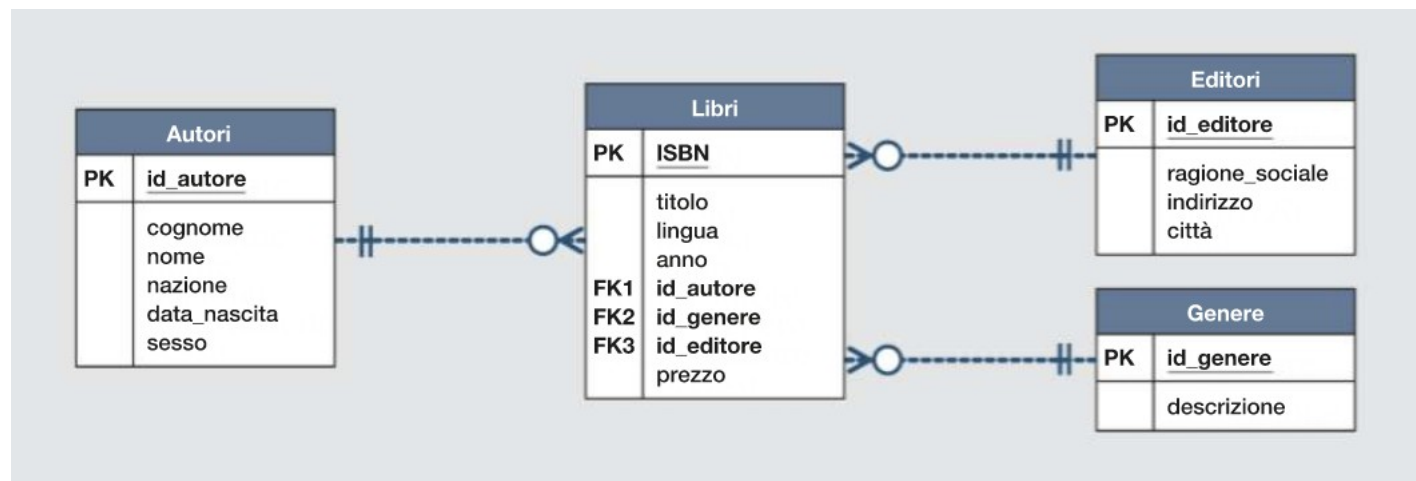 Autori
PK id_autore
cognome
nome
nazione
data_nascita
sesso
Libri
PK ISBN
titolo
lingua
anno
FK1 id_autore
FK2 id_genere
FK3 id_editore
prezzo
Editori
PK id_editore
ragione_sociale
indirizzo
città
Genere
PK id_genere
descrizione